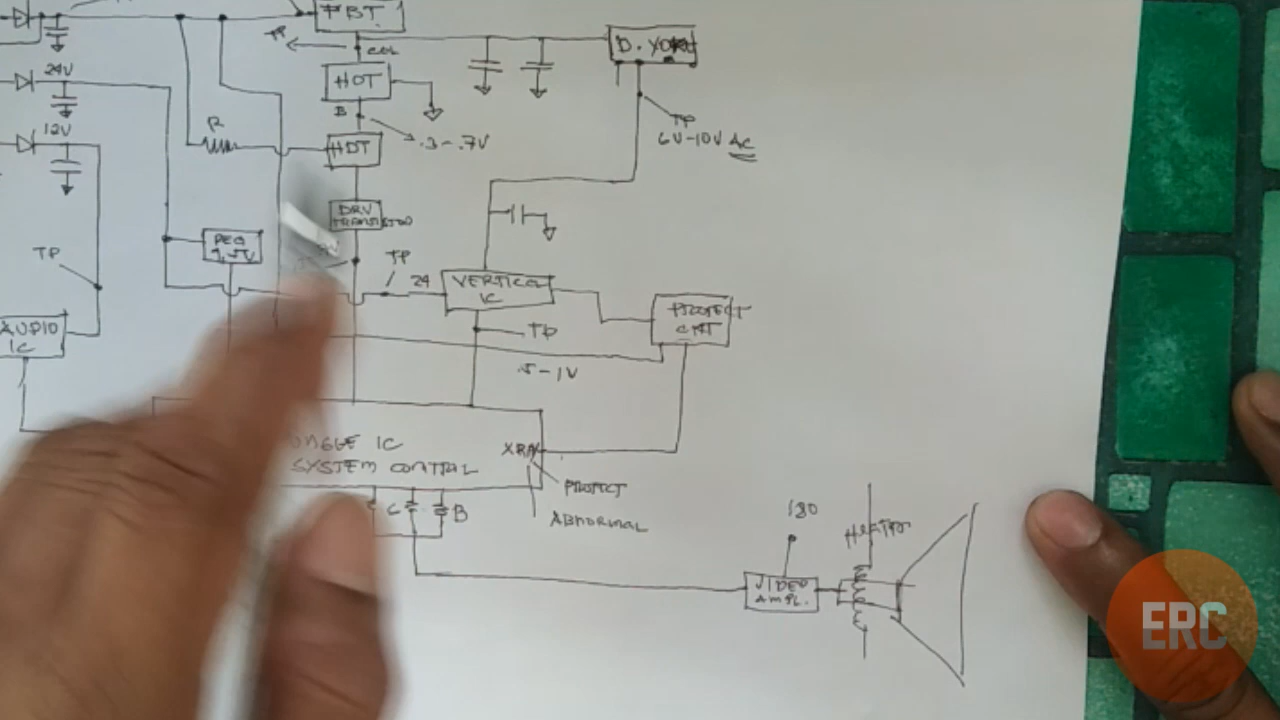 FBT
D. YOKE
TP
COL
24V
HOT
B
TP
6V-10V AC
12V
R
.3-.7V
HDT
DRV
TRANSISTOR
REG
TP
TP
24
VERTICAL
IC
PROTECT
CKT
AUDIO
IC
TP
.5-1V
IC
XRAY
SYSTEM CONTROL
PROTECT
G
B
ABNORMAL
180
Heater
VIDEO
AMPL.
ERC